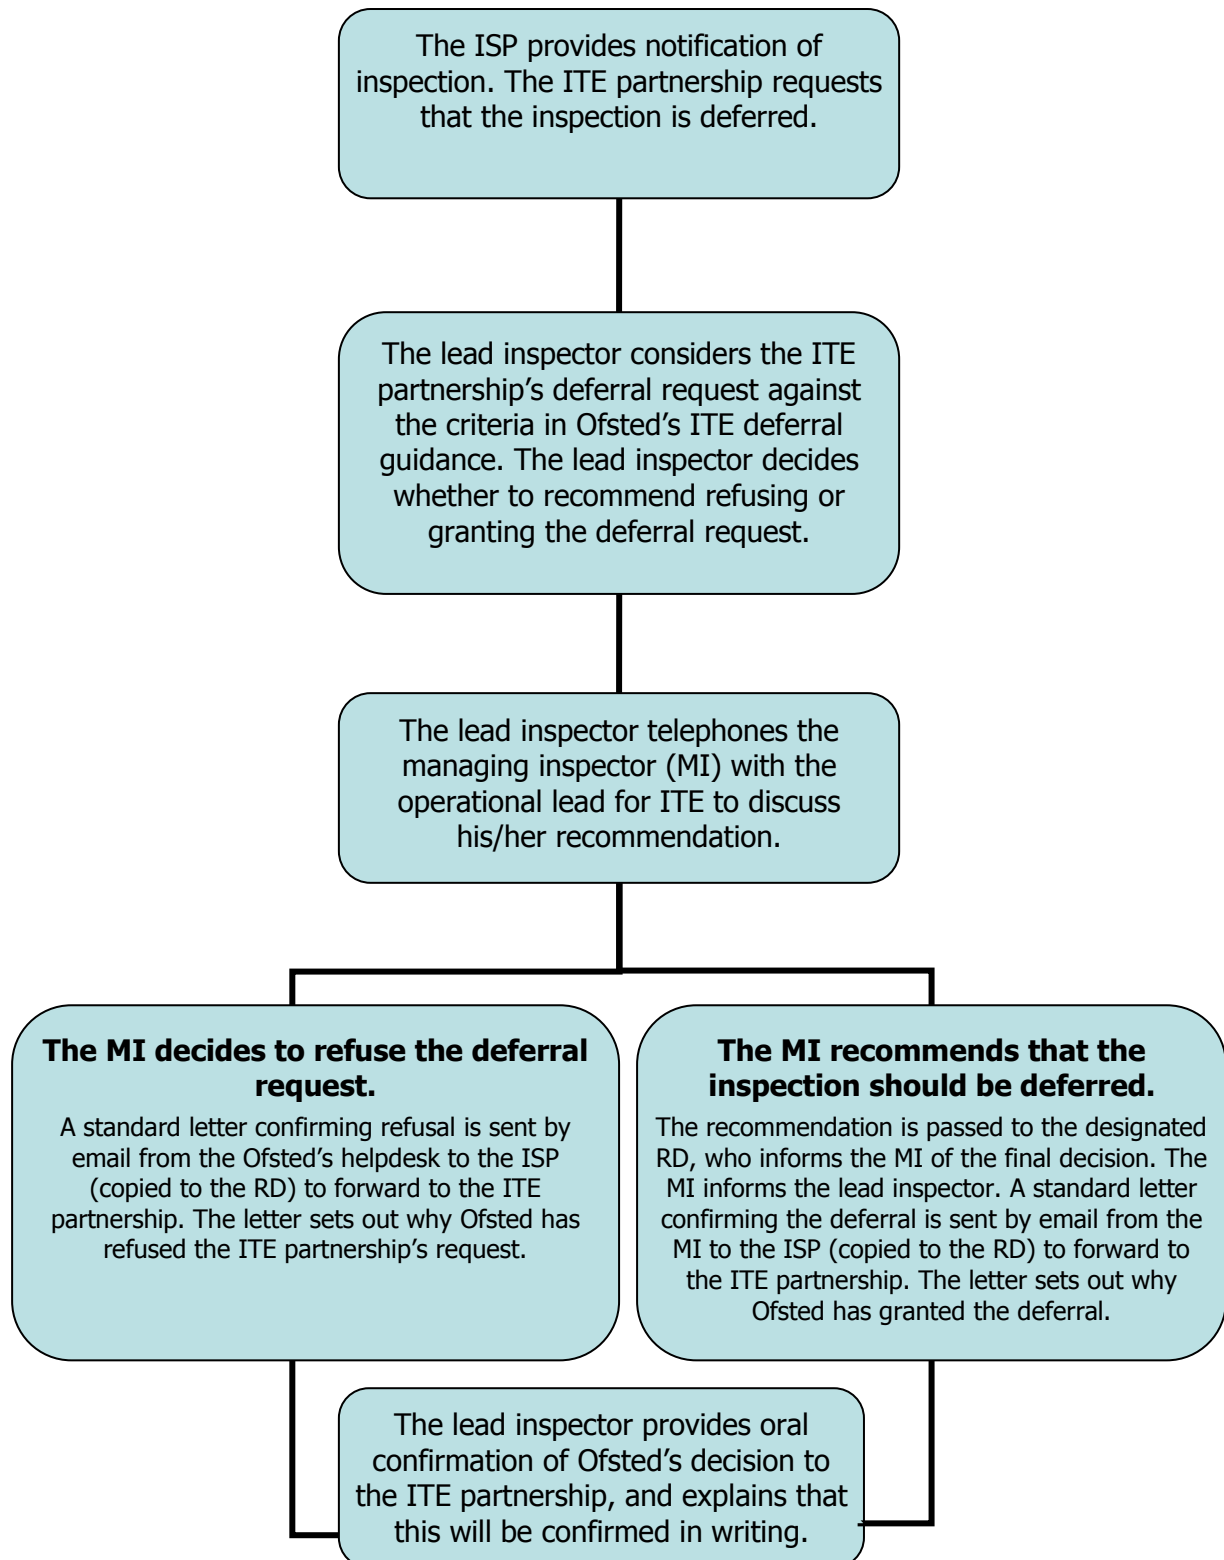 The ISP provides notification of
inspection. The ITE partnership requests
that the inspection is deferred.
The lead inspector considers the ITE
partnership’s deferral request against
the criteria in Ofsted’s ITE deferral
guidance. The lead inspector decides
whether to recommend refusing or
granting the deferral request.
The lead inspector telephones the
managing inspector (MI) with the
operational lead for ITE to discuss
his/her recommendation.
The MI decides to refuse the deferral
request.
A standard letter confirming refusal is sent by
email from the Ofsted’s helpdesk to the ISP
(copied to the RD) to forward to the ITE
partnership. The letter sets out why Ofsted has
refused the ITE partnership’s request.
The MI recommends that the
inspection should be deferred.
The recommendation is passed to the designated
RD, who informs the MI of the final decision. The
MI informs the lead inspector. A standard letter
confirming the deferral is sent by email from the
MI to the ISP (copied to the RD) to forward to
the ITE partnership. The letter sets out why
Ofsted has granted the deferral.
The lead inspector provides oral
confirmation of Ofsted’s decision to
the ITE partnership, and explains that
this will be confirmed in writing.